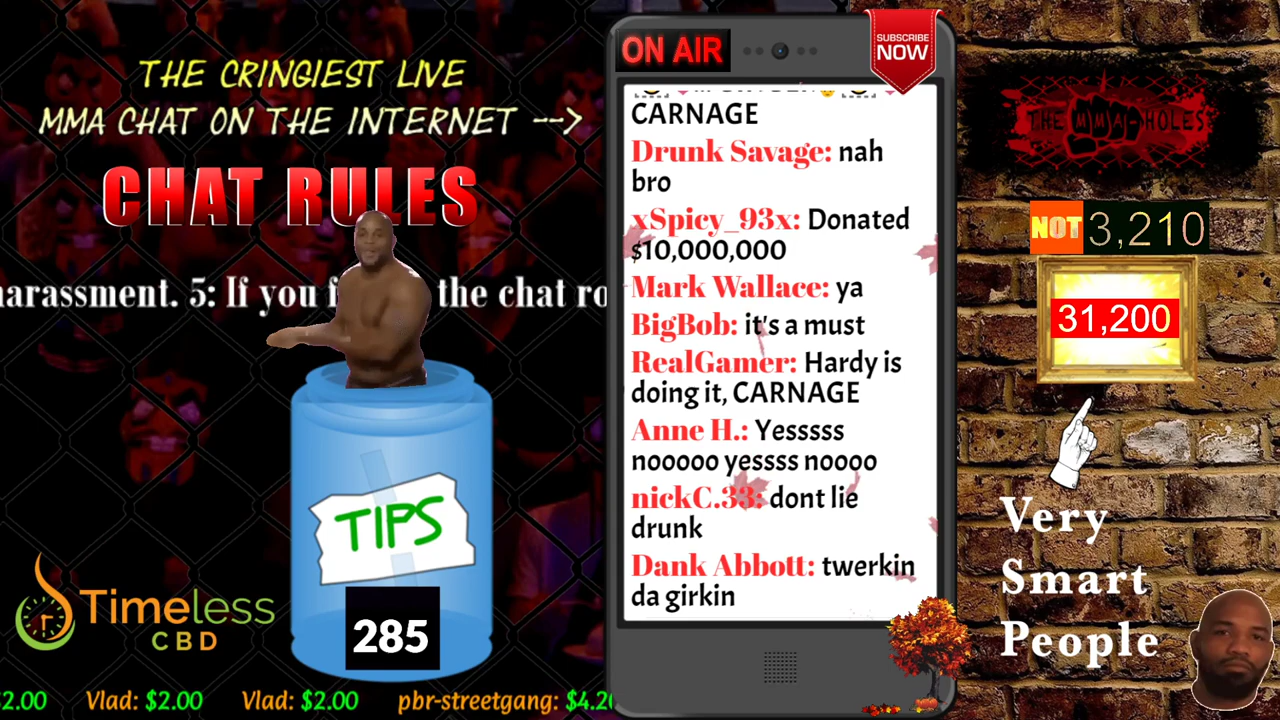 THE CRINGIEST LIVE
MMA CHAT ON THE INTERNET -->
CHAT RULES
harassment. 5: If you f the chat ro
TIPS
285
Timeless
CBD
$2.00 Vlad: $2.00 Vlad: $2.00 pbr-streetgang: $4.20
ON AIR
SUBSCRIBE
NOW
CARNAGE
Drunk Savage: nah
bro
xSpicy_93x: Donated
$10,000,000
Mark Wallace: ya
BigBob: it's a must
RealGamer: Hardy is
doing it, CARNAGE
Anne H.: Yesssss
nooooo yessss noooo
nickC.33: dont lie
drunk
Dank Abbott: twerkin
da girkin
THE MMA-HOLES
NOT 3,210
31,200
Very
Smart
People